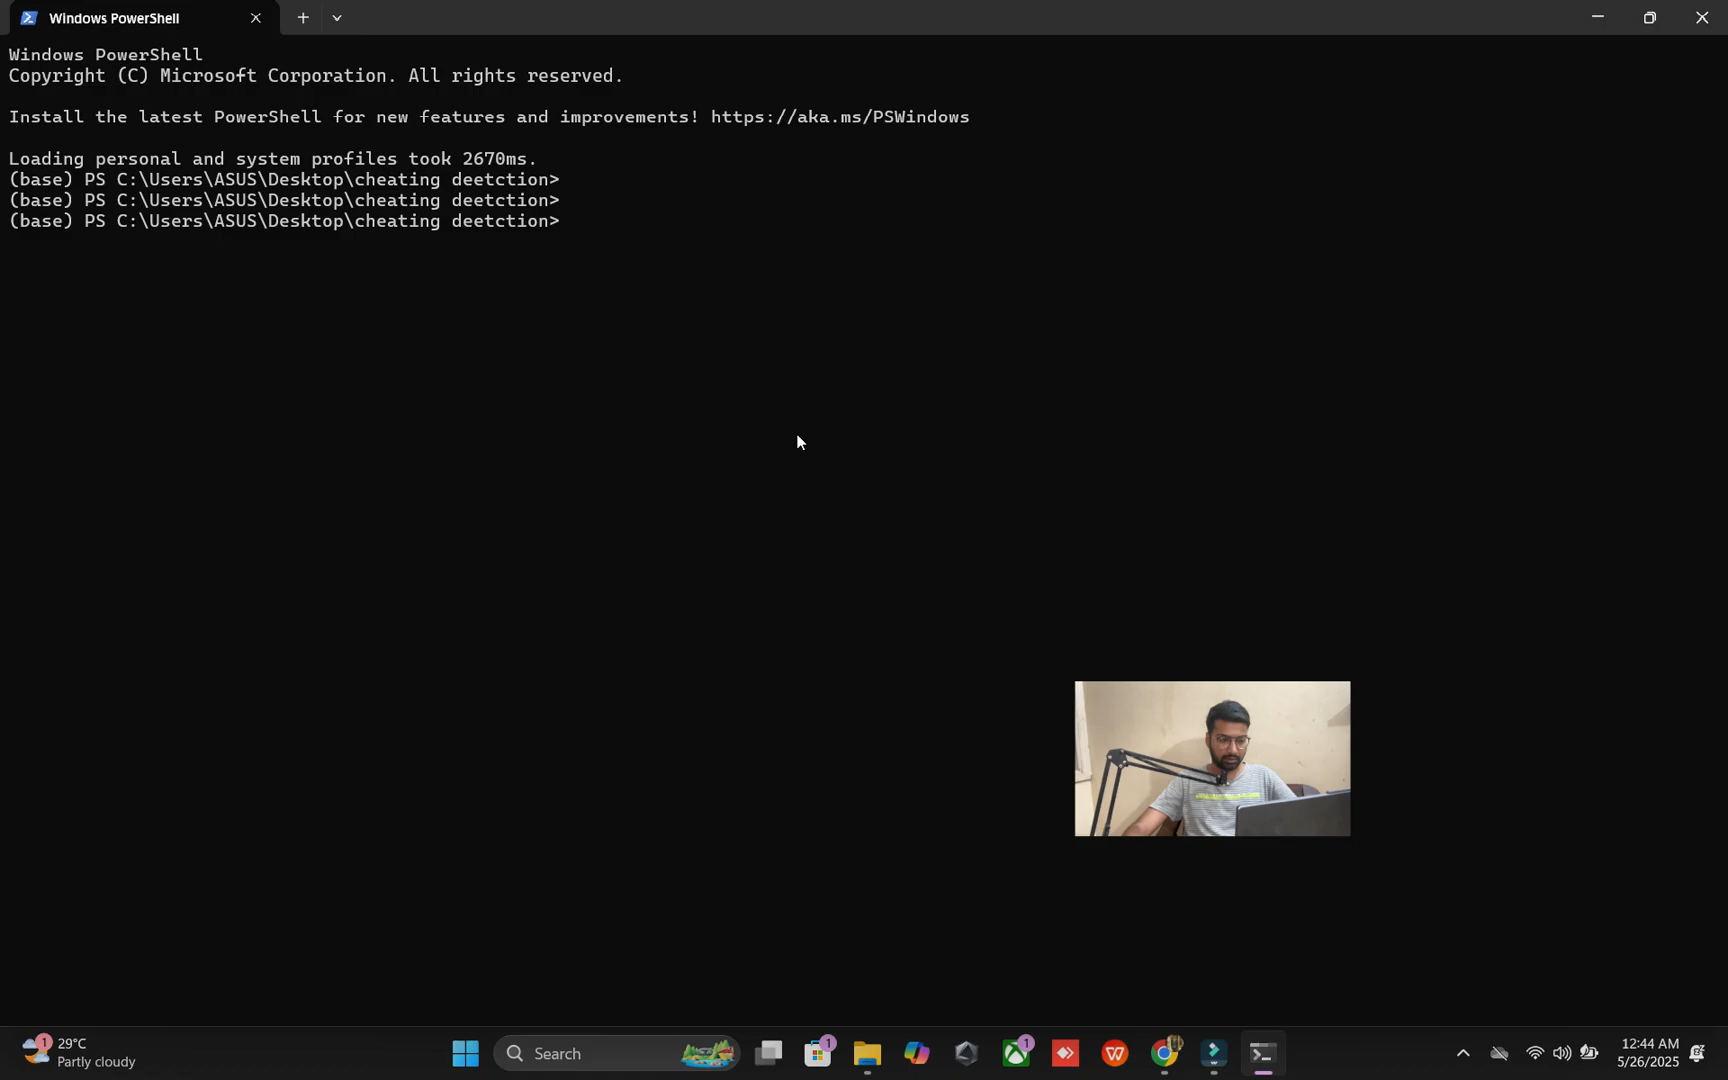 Windows PowerShell
Windows PowerShell
Copyright (C) Microsoft Corporation. All rights reserved.
Install the latest PowerShell for new features and improvements! https://aka.ms/PSWindows
Loading personal and system profiles took 2670ms.
(base) PS C:\Users\ASUS\Desktop\cheating deetction>
(base) PS C:\Users\ASUS\Desktop\cheating deetction>
(base) PS C:\Users\ASUS\Desktop\cheating deetction>
1
29°C
Partly cloudy
Search
1
1
12:44 AM
5/26/2025